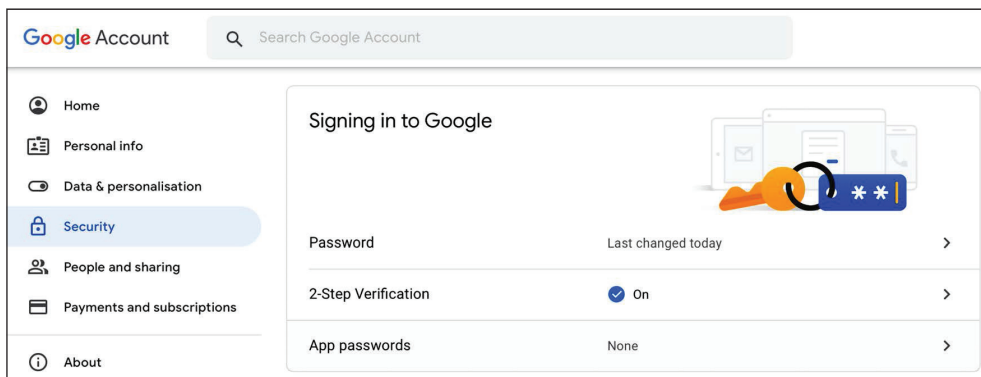 Google Account
Search Google Account
Home
Personal info
Data & personalisation
Security
People and sharing
Payments and subscriptions
About
Signing in to Google
**
Password Last changed today
2-Step Verification On
App passwords None